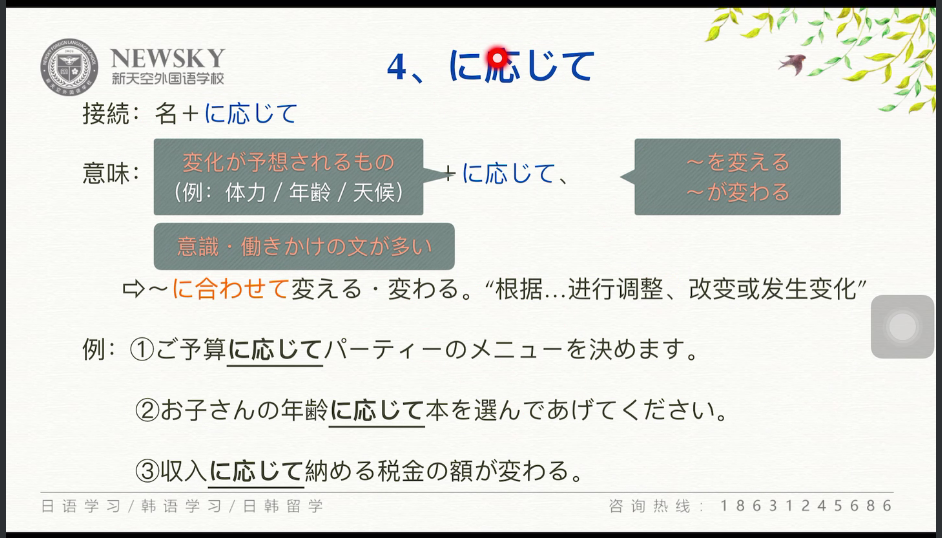 NEWSKY
新天空外国语学校
4、に応じて
接続：名＋に応じて
意味：
変化が予想されるもの
（例：体力 / 年齢 / 天候）
＋に応じて、
～を変える
～が変わる
意識・働きかけの文が多い
⇨～に合わせて変える・変わる。“根据…进行调整、改变或发生变化”
例：①ご予算に応じてパーティーのメニューを決めます。
②お子さんの年齢に応じて本を選んであげてください。
③収入に応じて納める税金の額が変わる。
日语学习/韩语学习/日韩留学
咨询热线：18631245686